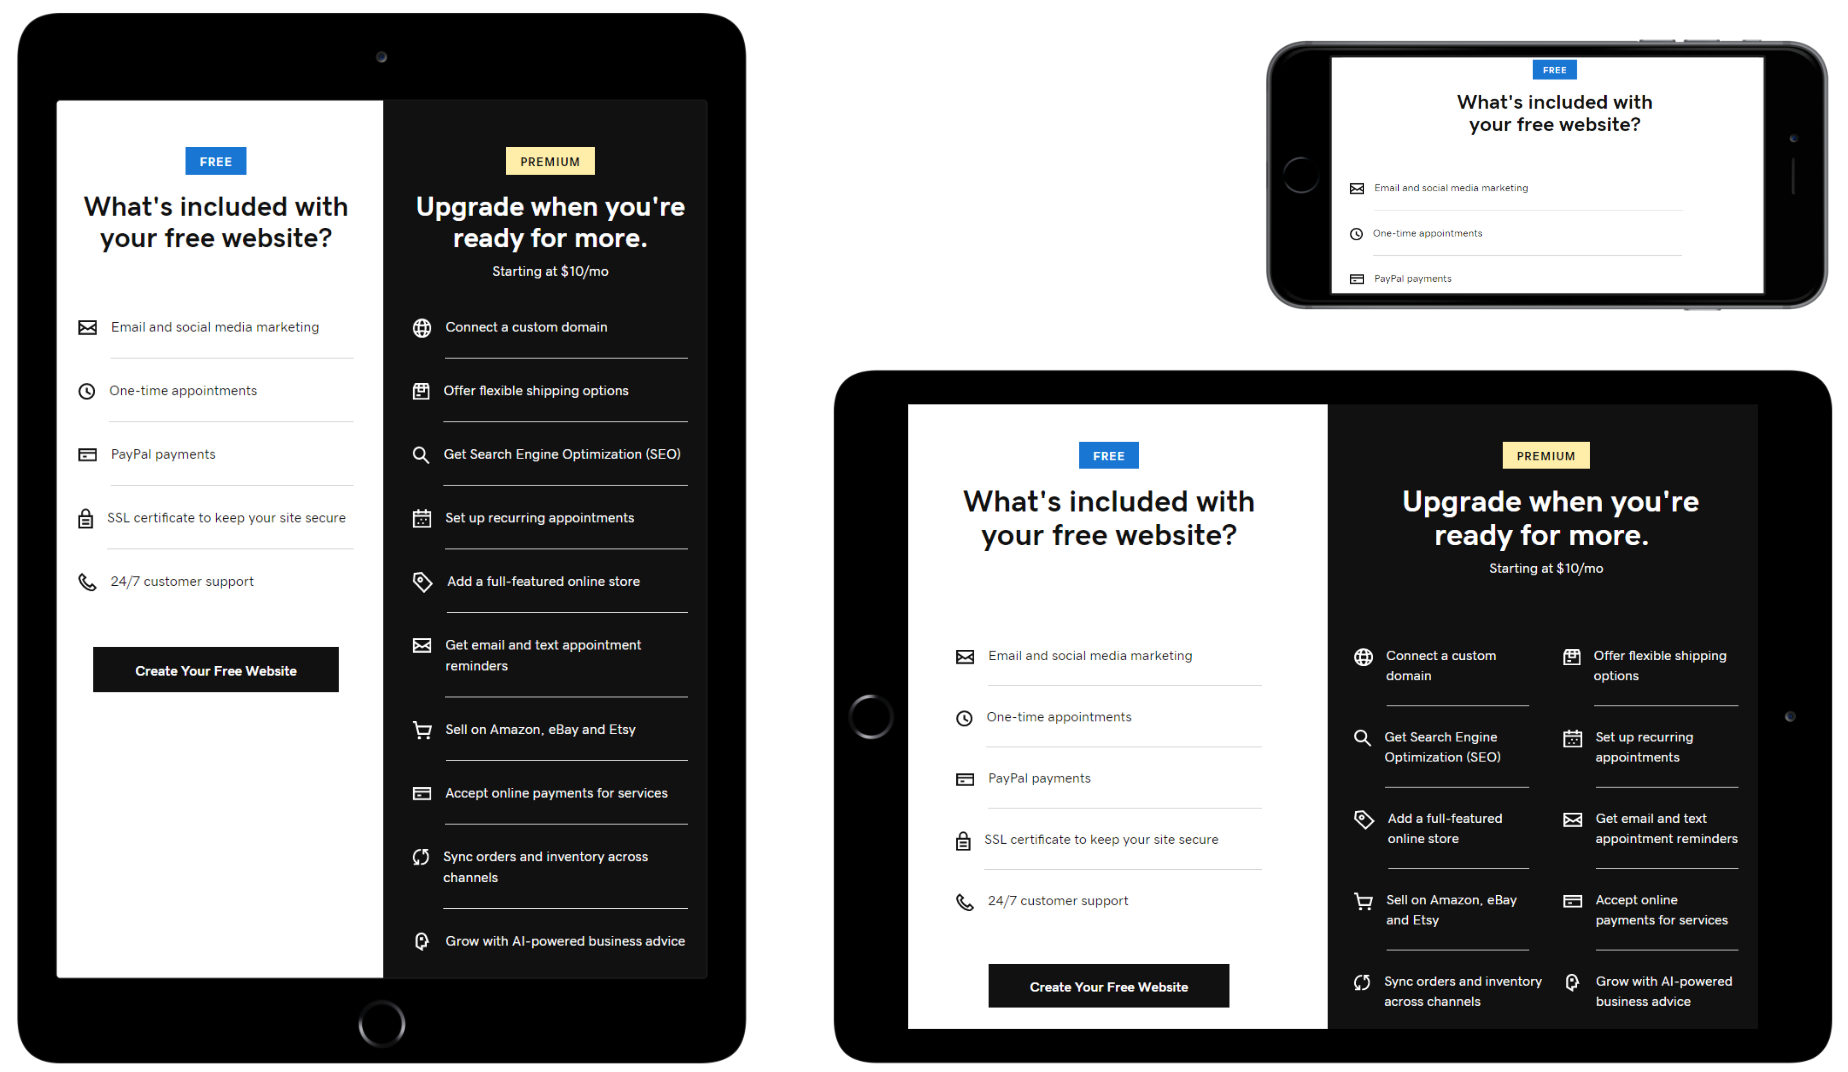 FREE
What's included with
your free website?
Email and social media marketing
One-time appointments
PayPal payments
SSL certificate to keep your site secure
24/7 customer support
Create Your Free Website
PREMIUM
Upgrade when you're
ready for more.
Starting at $10/mo
Connect a custom domain
Offer flexible shipping options
Get Search Engine Optimization (SEO)
Set up recurring appointments
Add a full-featured online store
Get email and text appointment
reminders
Sell on Amazon, eBay and Etsy
Accept online payments for services
Sync orders and inventory across
channels
Grow with AI-powered business advice
FREE
What's included with
your free website?
Email and social media marketing
One-time appointments
PayPal payments
FREE
What's included with
your free website?
Email and social media marketing
One-time appointments
PayPal payments
SSL certificate to keep your site secure
24/7 customer support
Create Your Free Website
PREMIUM
Upgrade when you're
ready for more.
Starting at $10/mo
Connect a custom
domain
Offer flexible shipping
options
Get Search Engine
Optimization (SEO)
Set up recurring
appointments
Add a full-featured
online store
Get email and text
appointment reminders
Sell on Amazon, eBay
and Etsy
Accept online
payments for services
Sync orders and inventory
across channels
Grow with AI-powered
business advice